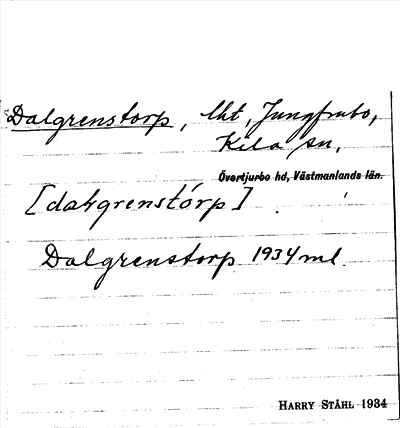 Dalgrenstorp, lht, Jungfrubo,
Kila sn,
Övertjurbo hd, Västmanlands län.
[dalgrenstórp]
Dalgrenstorp 1934 ml.
HARRY STÅHL 1934